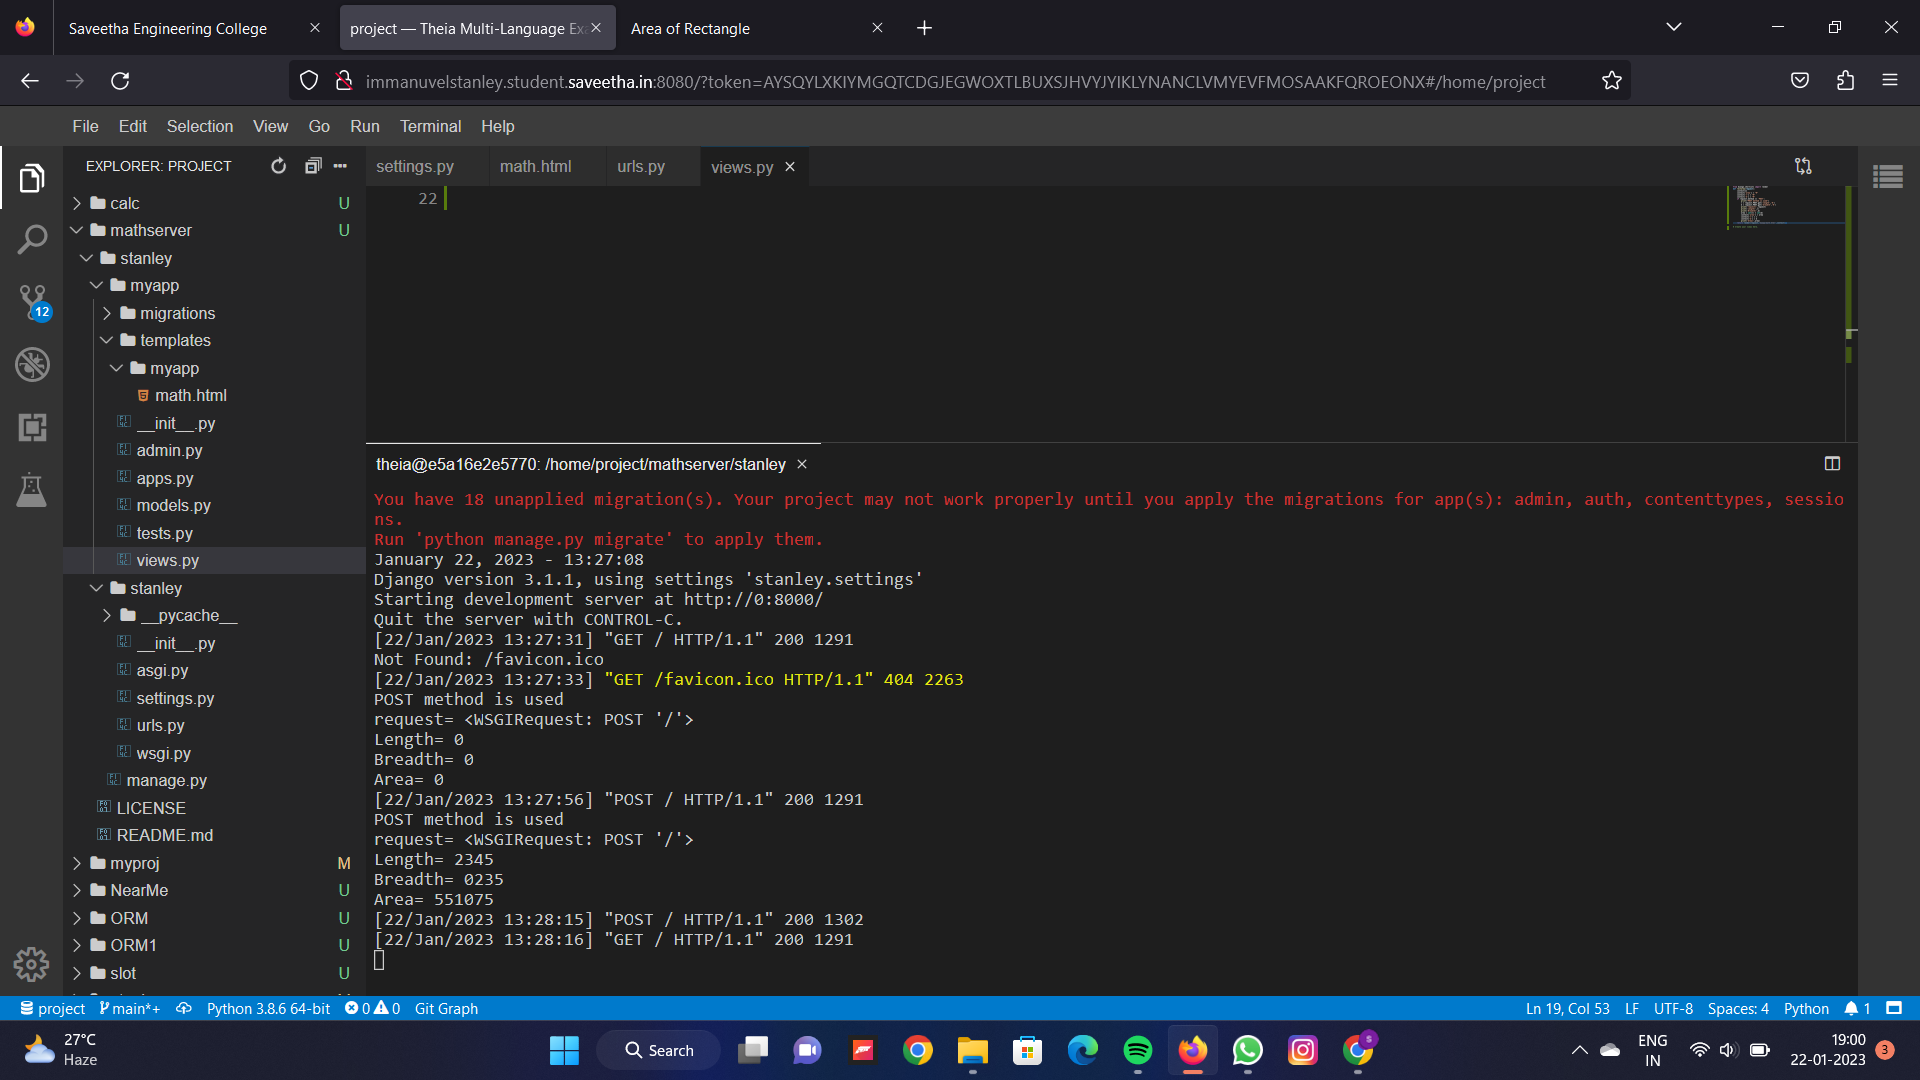 Saveetha Engineering College
project — Theia Multi-Language Ex
Area of Rectangle
immanuvelstanley.student.saveetha.in:8080/?token=AYSQYLXKIYMGQTCDGJEGWOXTLBUXSJHVYJYIKLYNANCLVMYEVFMOSAAKFQROEONX#/home/project
File Edit Selection View Go Run Terminal Help
EXPLORER: PROJECT
settings.py math.html urls.py views.py
22
calc U
mathserver U
stanley
myapp
migrations
12
templates
myapp
math.html
__init__.py
admin.py
apps.py
models.py
tests.py
views.py
stanley
__pycache__
__init__.py
asgi.py
settings.py
urls.py
wsgi.py
manage.py
LICENSE
README.md
myproj M
NearMe U
ORM U
ORM1 U
slot U
theia@e5a16e2e5770: /home/project/mathserver/stanley
You have 18 unapplied migration(s). Your project may not work properly until you apply the migrations for app(s): admin, auth, contenttypes, sessio
ns.
Run 'python manage.py migrate' to apply them.
January 22, 2023 - 13:27:08
Django version 3.1.1, using settings 'stanley.settings'
Starting development server at http://0:8000/
Quit the server with CONTROL-C.
[22/Jan/2023 13:27:31] "GET / HTTP/1.1" 200 1291
Not Found: /favicon.ico
[22/Jan/2023 13:27:33] "GET /favicon.ico HTTP/1.1" 404 2263
POST method is used
request= <WSGIRequest: POST '/'>
Length= 0
Breadth= 0
Area= 0
[22/Jan/2023 13:27:56] "POST / HTTP/1.1" 200 1291
POST method is used
request= <WSGIRequest: POST '/'>
Length= 2345
Breadth= 0235
Area= 551075
[22/Jan/2023 13:28:15] "POST / HTTP/1.1" 200 1302
[22/Jan/2023 13:28:16] "GET / HTTP/1.1" 200 1291
project main*+ Python 3.8.6 64-bit 0 0 Git Graph
Ln 19, Col 53 LF UTF-8 Spaces: 4 Python 1
27°C
Haze
Search
S
ENG
IN
19:00
22-01-2023
3